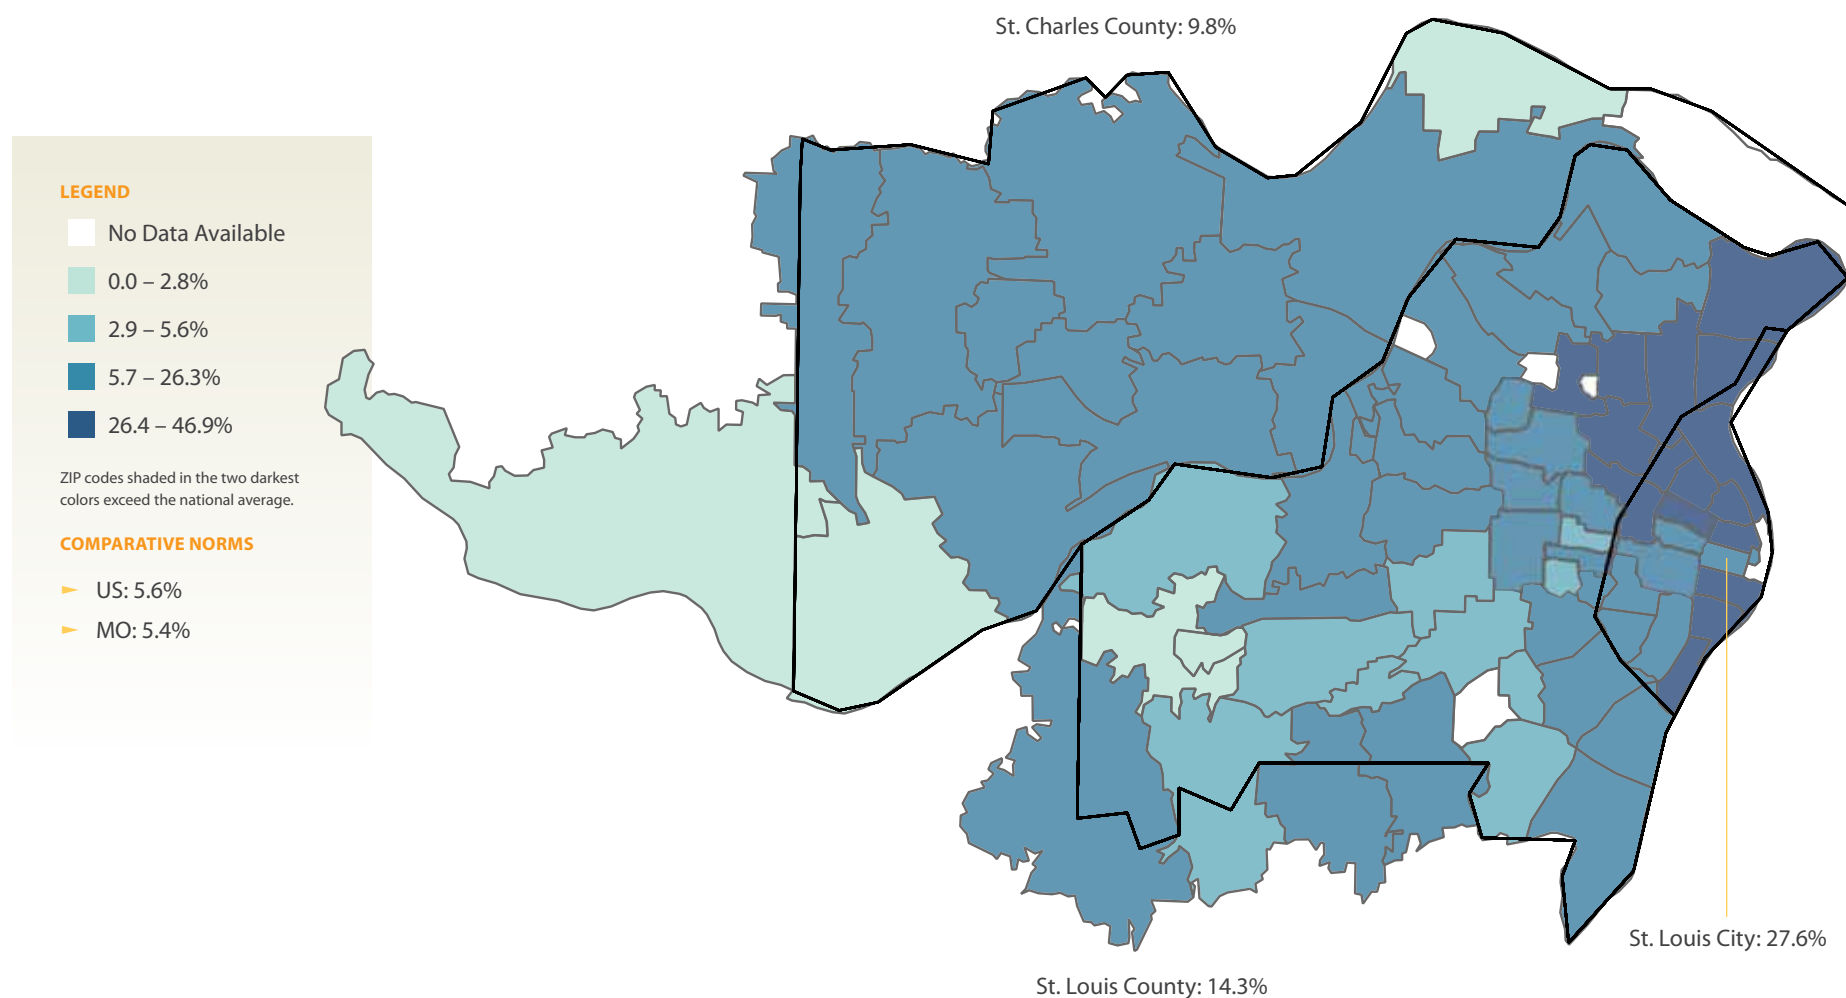 St. Charles County: 9.8%
LEGEND
No Data Available
0.0 – 2.8%
2.9 – 5.6%
5.7 – 26.3%
26.4 – 46.9%
ZIP codes shaded in the two darkest
colors exceed the national average.
COMPARATIVE NORMS
US: 5.6%
MO: 5.4%
St. Louis City: 27.6%
St. Louis County: 14.3%